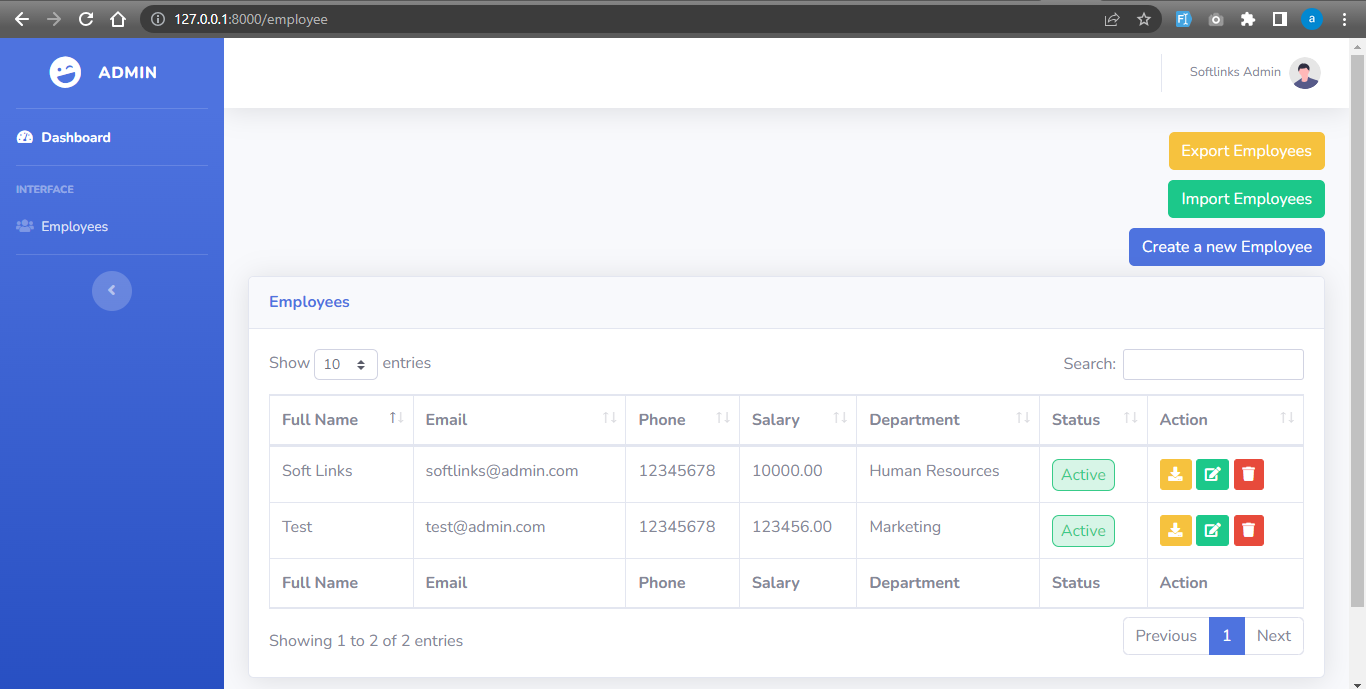 127.0.0.1:8000/employee
a
ADMIN
Softlinks Admin
Dashboard
INTERFACE
Employees
Export Employees
Import Employees
Create a new Employee
Employees
Show 10 entries
Search:
Full Name Email Phone Salary Department Status Action
Soft Links softlinks@admin.com 12345678 10000.00 Human Resources Active
Test test@admin.com 12345678 123456.00 Marketing Active
Full Name Email Phone Salary Department Status Action
Showing 1 to 2 of 2 entries
Previous 1 Next